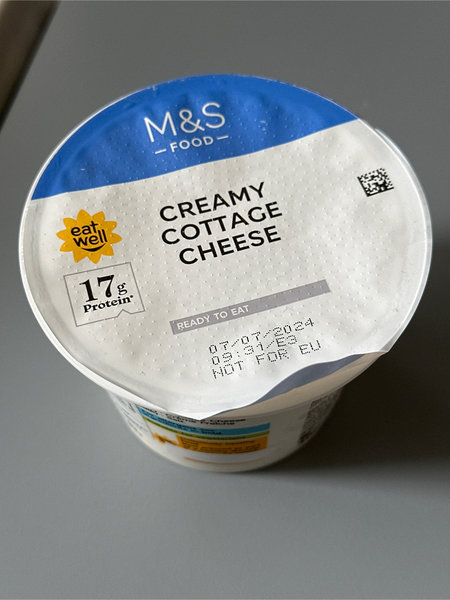 M&S
FOOD
CREAMY
COTTAGE
CHEESE
eat
well
17g
Protein*
READY TO EAT
07/07/2024
09:31/E3
NOT FOR EU